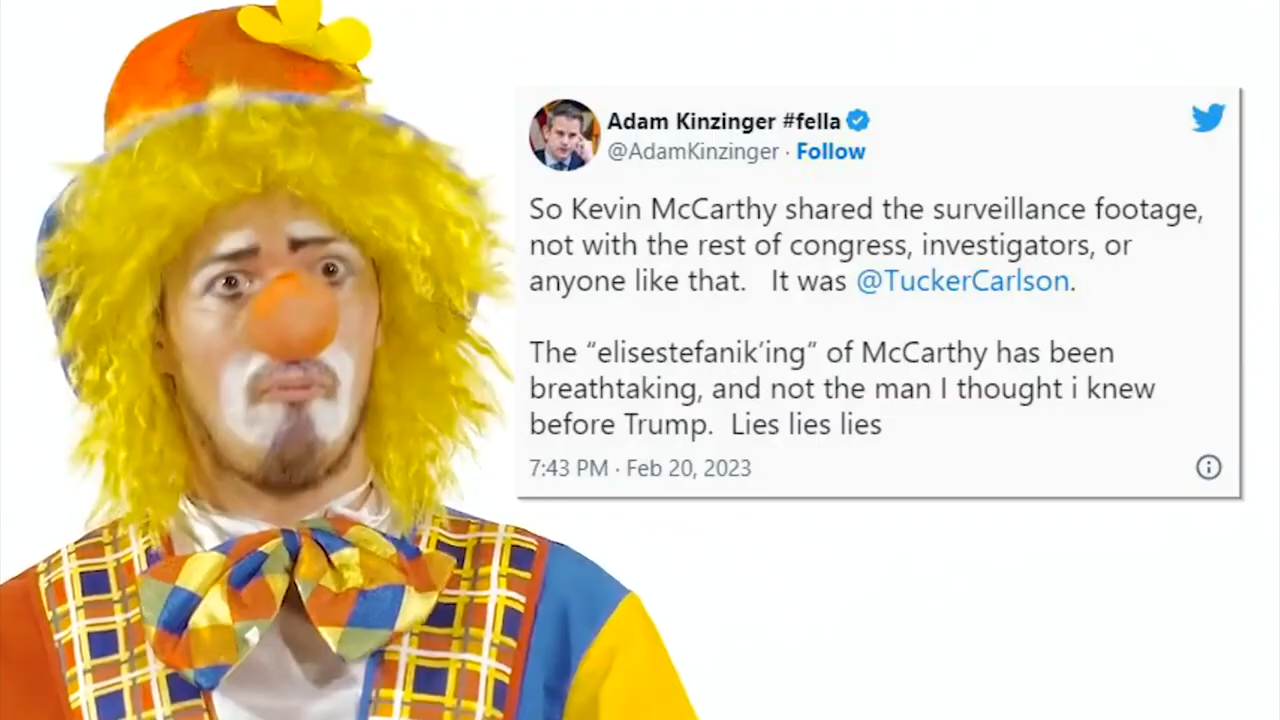 Adam Kinzinger #fella
@AdamKinzinger · Follow
So Kevin McCarthy shared the surveillance footage,
not with the rest of congress, investigators, or
anyone like that.   It was @TuckerCarlson.
The “elisestefanik’ing” of McCarthy has been
breathtaking, and not the man I thought i knew
before Trump.  Lies lies lies
7:43 PM · Feb 20, 2023